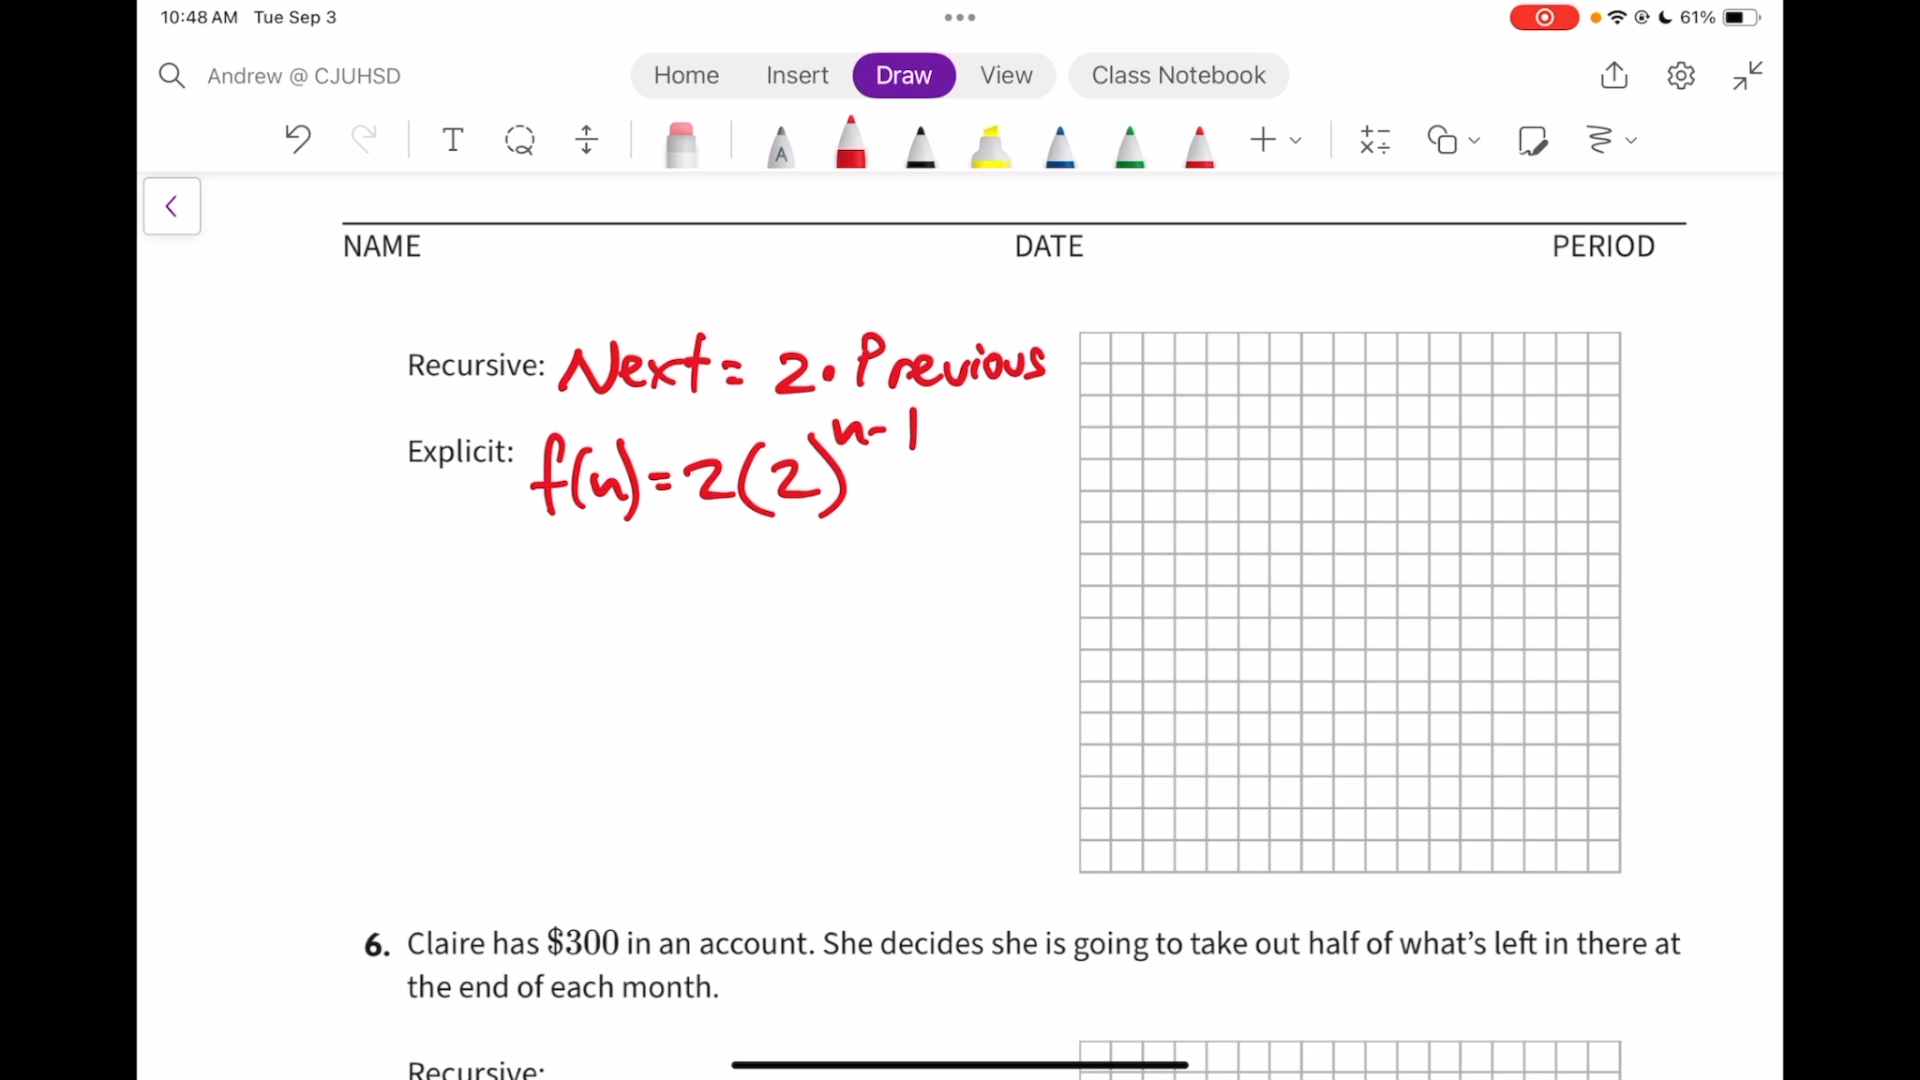 10:48 AM Tue Sep 3
61%
Andrew @ CJUHSD
Home Insert Draw View Class Notebook
T
A
NAME DATE PERIOD
Recursive: Next = 2 · Previous
Explicit: f(n) = 2(2)^{n-1}
6. Claire has $300 in an account. She decides she is going to take out half of what’s left in there at
the end of each month.
Recursive: